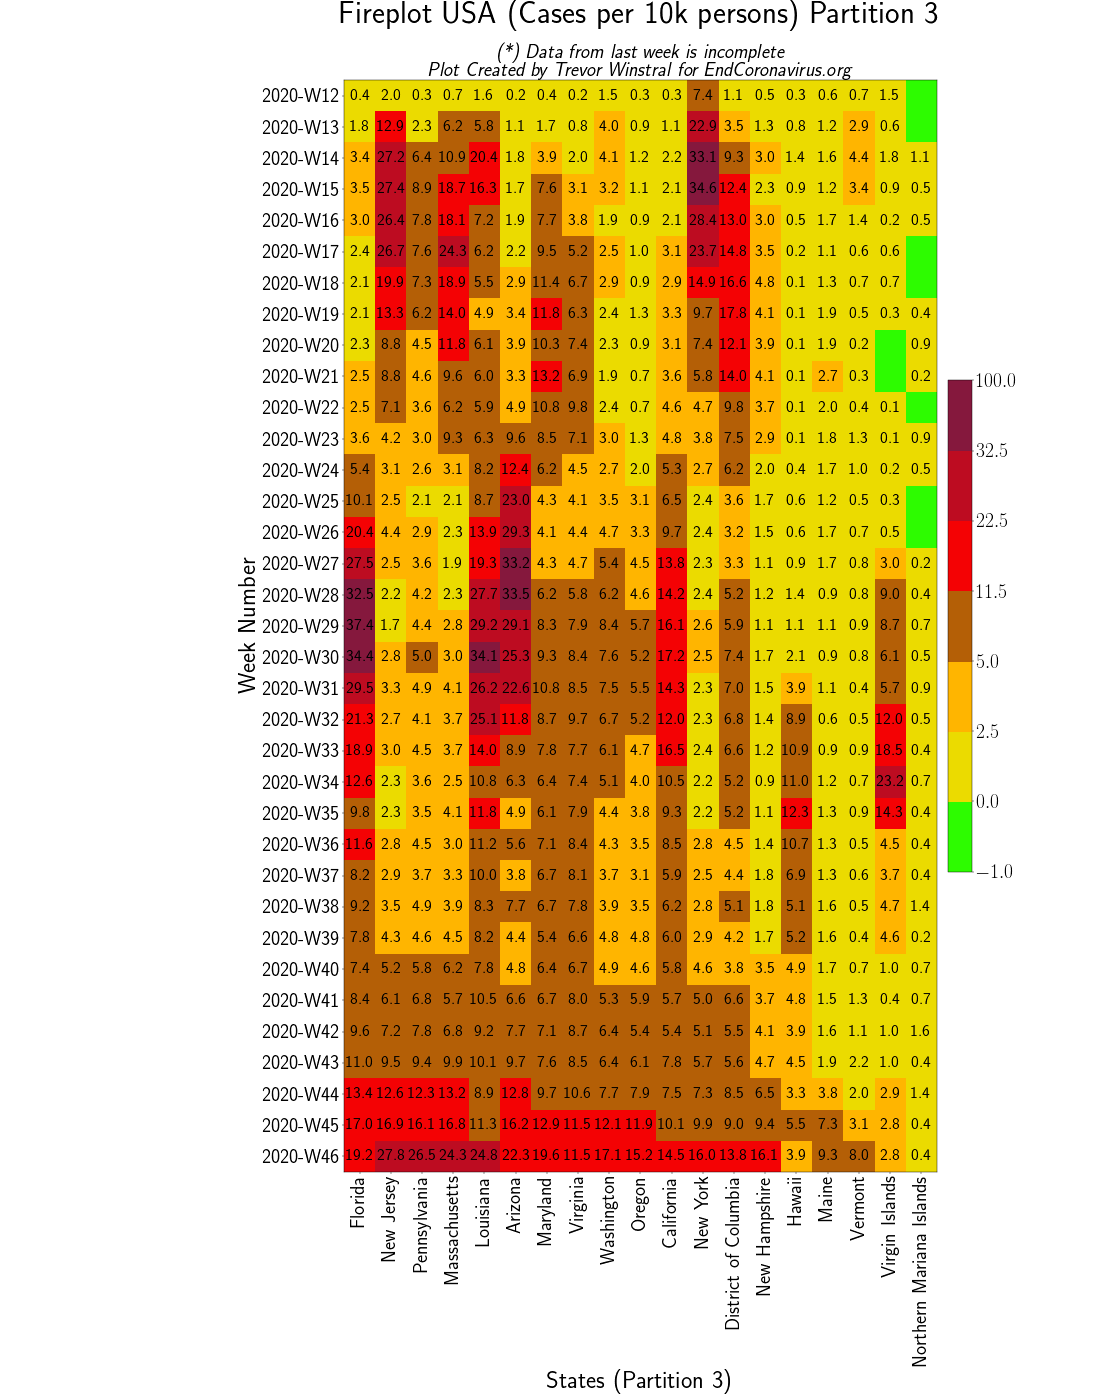 Fireplot USA (Cases per 10k persons) Partition 3
(*) Data from last week is incomplete
Plot Created by Trevor Winstral for EndCoronavirus.org
2020-W12 0.4 2.0 0.3 0.7 1.6 0.2 0.4 0.2 1.5 0.3 0.3 7.4 1.1 0.5 0.3 0.6 0.7 1.5
2020-W13 1.8 12.9 2.3 6.2 5.8 1.1 1.7 0.8 4.0 0.9 1.1 22.9 3.5 1.3 0.8 1.2 2.9 0.6
2020-W14 3.4 27.2 6.4 10.9 20.4 1.8 3.9 2.0 4.1 1.2 2.2 33.1 9.3 3.0 1.4 1.6 4.4 1.8 1.1
2020-W15 3.5 27.4 8.9 18.7 16.3 1.7 7.6 3.1 3.2 1.1 2.1 34.6 12.4 2.3 0.9 1.2 3.4 0.9 0.5
2020-W16 3.0 26.4 7.8 18.1 7.2 1.9 7.7 3.8 1.9 0.9 2.1 28.4 13.0 3.0 0.5 1.7 1.4 0.2 0.5
2020-W17 2.4 26.7 7.6 24.3 6.2 2.2 9.5 5.2 2.5 1.0 3.1 23.7 14.8 3.5 0.2 1.1 0.6 0.6
2020-W18 2.1 19.9 7.3 18.9 5.5 2.9 11.4 6.7 2.9 0.9 2.9 14.9 16.6 4.8 0.1 1.3 0.7 0.7
2020-W19 2.1 13.3 6.2 14.0 4.9 3.4 11.8 6.3 2.4 1.3 3.3 9.7 17.8 4.1 0.1 1.9 0.5 0.3 0.4
2020-W20 2.3 8.8 4.5 11.8 6.1 3.9 10.3 7.4 2.3 0.9 3.1 7.4 12.1 3.9 0.1 1.9 0.2 0.9
2020-W21 2.5 8.8 4.6 9.6 6.0 3.3 13.2 6.9 1.9 0.7 3.6 5.8 14.0 4.1 0.1 2.7 0.3 0.2
2020-W22 2.5 7.1 3.6 6.2 5.9 4.9 10.8 9.8 2.4 0.7 4.6 4.7 9.8 3.7 0.1 2.0 0.4 0.1
2020-W23 3.6 4.2 3.0 9.3 6.3 9.6 8.5 7.1 3.0 1.3 4.8 3.8 7.5 2.9 0.1 1.8 1.3 0.1 0.9
2020-W24 5.4 3.1 2.6 3.1 8.2 12.4 6.2 4.5 2.7 2.0 5.3 2.7 6.2 2.0 0.4 1.7 1.0 0.2 0.5
2020-W25 10.1 2.5 2.1 2.1 8.7 23.0 4.3 4.1 3.5 3.1 6.5 2.4 3.6 1.7 0.6 1.2 0.5 0.3
2020-W26 20.4 4.4 2.9 2.3 13.9 29.3 4.1 4.4 4.7 3.3 9.7 2.4 3.2 1.5 0.6 1.7 0.7 0.5
2020-W27 27.5 2.5 3.6 1.9 19.3 33.2 4.3 4.7 5.4 4.5 13.8 2.3 3.3 1.1 0.9 1.7 0.8 3.0 0.2
2020-W28 32.5 2.2 4.2 2.3 27.7 33.5 6.2 5.8 6.2 4.6 14.2 2.4 5.2 1.2 1.4 0.9 0.8 9.0 0.4
2020-W29 37.4 1.7 4.4 2.8 29.2 29.1 8.3 7.9 8.4 5.7 16.1 2.6 5.9 1.1 1.1 1.1 0.9 8.7 0.7
2020-W30 34.4 2.8 5.0 3.0 34.1 25.3 9.3 8.4 7.6 5.2 17.2 2.5 7.4 1.7 2.1 0.9 0.8 6.1 0.5
2020-W31 29.5 3.3 4.9 4.1 26.2 22.6 10.8 8.5 7.5 5.5 14.3 2.3 7.0 1.5 3.9 1.1 0.4 5.7 0.9
2020-W32 21.3 2.7 4.1 3.7 25.1 11.8 8.7 9.7 6.7 5.2 12.0 2.3 6.8 1.4 8.9 0.6 0.5 12.0 0.5
2020-W33 18.9 3.0 4.5 3.7 14.0 8.9 7.8 7.7 6.1 4.7 16.5 2.4 6.6 1.2 10.9 0.9 0.9 18.5 0.4
2020-W34 12.6 2.3 3.6 2.5 10.8 6.3 6.4 7.4 5.1 4.0 10.5 2.2 5.2 0.9 11.0 1.2 0.7 23.2 0.7
2020-W35 9.8 2.3 3.5 4.1 11.8 4.9 6.1 7.9 4.4 3.8 9.3 2.2 5.2 1.1 12.3 1.3 0.9 14.3 0.4
2020-W36 11.6 2.8 4.5 3.0 11.2 5.6 7.1 8.4 4.3 3.5 8.5 2.8 4.5 1.4 10.7 1.3 0.5 4.5 0.4
2020-W37 8.2 2.9 3.7 3.3 10.0 3.8 6.7 8.1 3.7 3.1 5.9 2.5 4.4 1.8 6.9 1.3 0.6 3.7 0.4
2020-W38 9.2 3.5 4.9 3.9 8.3 7.7 6.7 7.8 3.9 3.5 6.2 2.8 5.1 1.8 5.1 1.6 0.5 4.7 1.4
2020-W39 7.8 4.3 4.6 4.5 8.2 4.4 5.4 6.6 4.8 4.8 6.0 2.9 4.2 1.7 5.2 1.6 0.4 4.6 0.2
2020-W40 7.4 5.2 5.8 6.2 7.8 4.8 6.4 6.7 4.9 4.6 5.8 4.6 3.8 3.5 4.9 1.7 0.7 1.0 0.7
2020-W41 8.4 6.1 6.8 5.7 10.5 6.6 6.7 8.0 5.3 5.9 5.7 5.0 6.6 3.7 4.8 1.5 1.3 0.4 0.7
2020-W42 9.6 7.2 7.8 6.8 9.2 7.7 7.1 8.7 6.4 5.4 5.4 5.1 5.5 4.1 3.9 1.6 1.1 1.0 1.6
2020-W43 11.0 9.5 9.4 9.9 10.1 9.7 7.6 8.5 6.4 6.1 7.8 5.7 5.6 4.7 4.5 1.9 2.2 1.0 0.4
2020-W44 13.4 12.6 12.3 13.2 8.9 12.8 9.7 10.6 7.7 7.9 7.5 7.3 8.5 6.5 3.3 3.8 2.0 2.9 1.4
2020-W45 17.0 16.9 16.1 16.8 11.3 16.2 12.9 11.5 12.1 11.9 10.1 9.9 9.0 9.4 5.5 7.3 3.1 2.8 0.4
2020-W46 19.2 27.8 26.5 24.3 24.8 22.3 19.6 11.5 17.1 15.2 14.5 16.0 13.8 16.1 3.9 9.3 8.0 2.8 0.4
Week Number
Florida
New Jersey
Pennsylvania
Massachusetts
Louisiana
Arizona
Maryland
Virginia
Washington
Oregon
California
New York
District of Columbia
New Hampshire
Hawaii
Maine
Vermont
Virgin Islands
Northern Mariana Islands
States (Partition 3)
100.0
32.5
22.5
11.5
5.0
2.5
0.0
−1.0